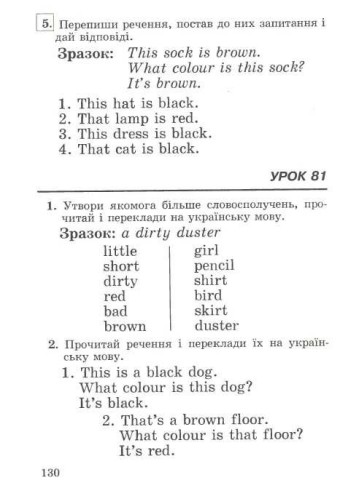 5. Перепиши речення, постав до них запитання і
дай відповіді.
Зразок: This sock is brown.
What colour is this sock?
It's brown.
1. This hat is black.
2. That lamp is red.
3. This dress is black.
4. That cat is black.
УРОК 81
1. Утвори якомога більше словосполучень, про-
читай і переклади на українську мову.
Зразок: a dirty duster
little girl
short pencil
dirty shirt
red bird
bad skirt
brown duster
2. Прочитай речення і переклади їх на україн-
ську мову.
1. This is a black dog.
What colour is this dog?
It's black.
2. That's a brown floor.
What colour is that floor?
It's red.
130